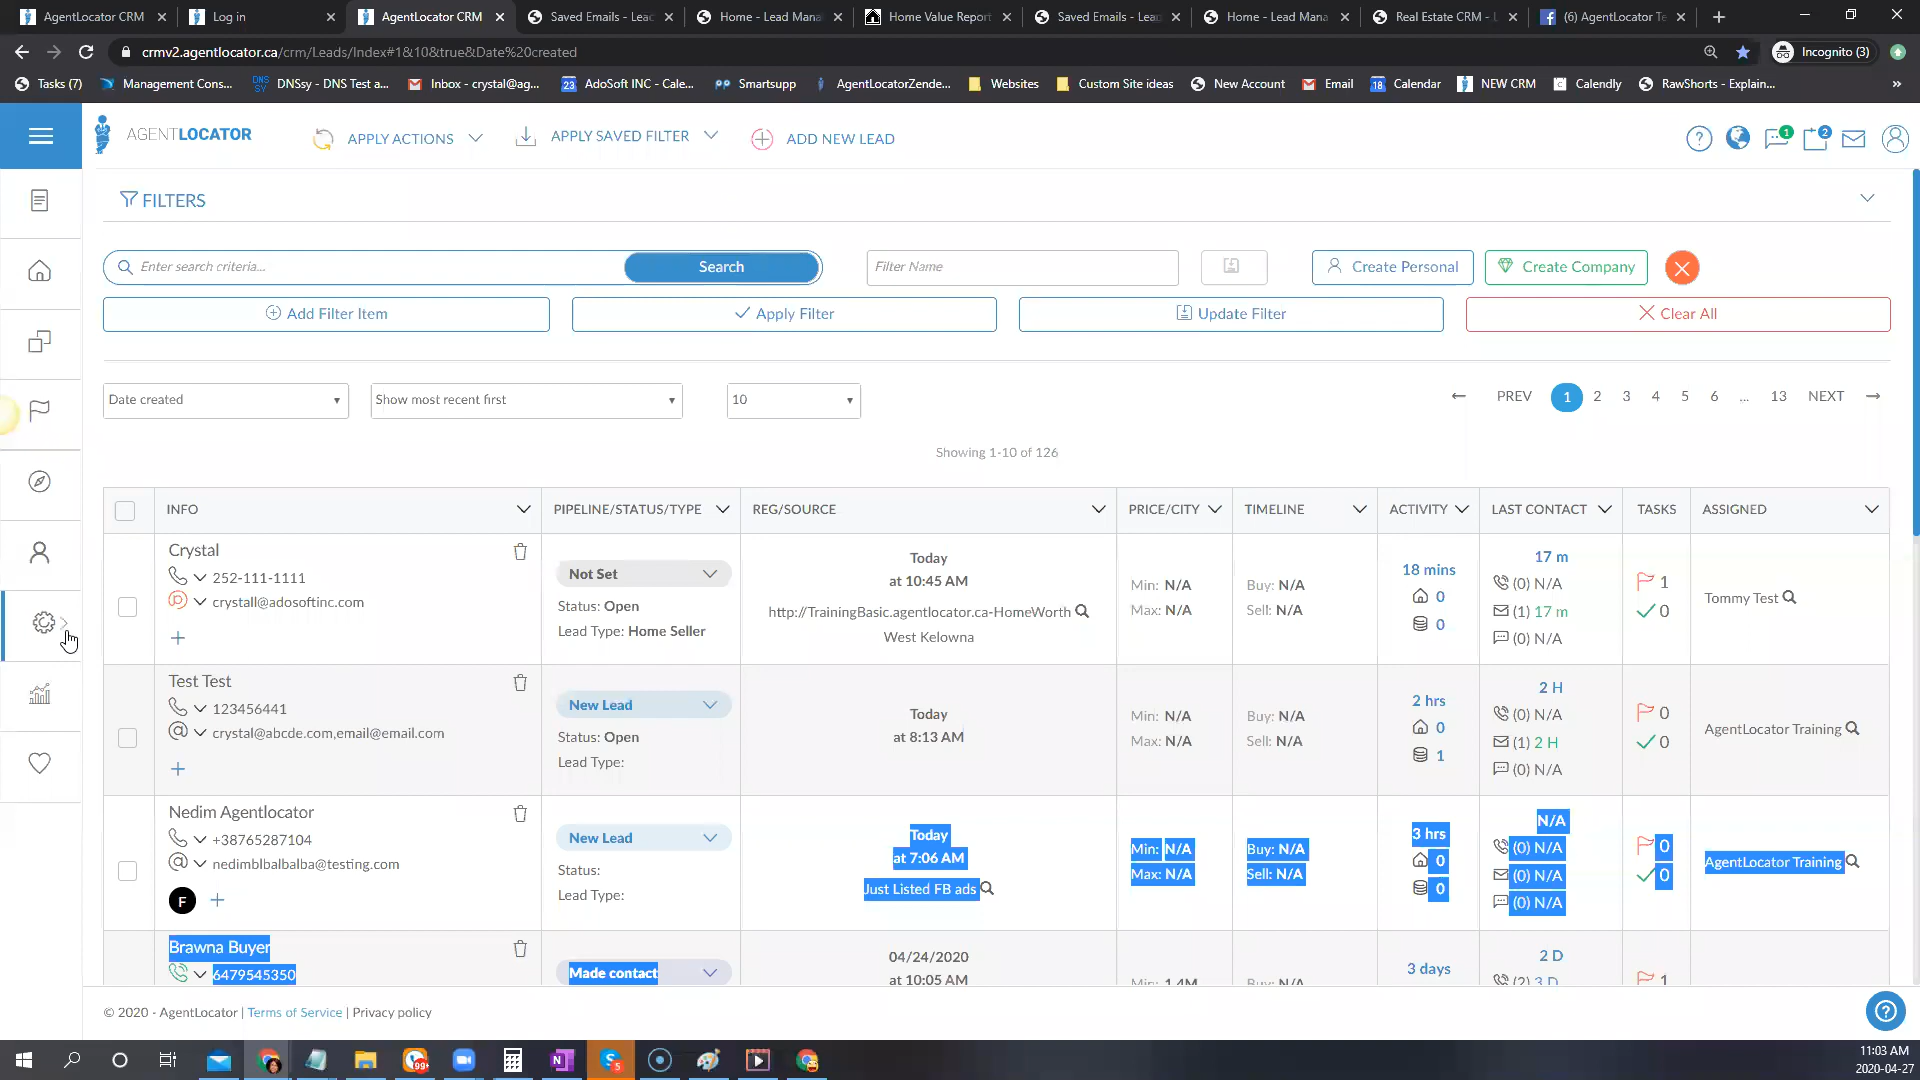 AgentLocator CRM
Log in
AgentLocator CRM
Saved Emails - Lea
Home - Lead Mana
Home Value Report
Saved Emails - Lea
Home - Lead Mana
Real Estate CRM - L
(6) AgentLocator Te
crmv2.agentlocator.ca/crm/Leads/Index#1&10&true&Date%20created
Incognito (3)
Tasks (7)
Management Cons...
DNSsy - DNS Test a...
Inbox - crystal@ag...
AdoSoft INC - Cale...
Smartsupp
AgentLocatorZende...
Websites
Custom Site ideas
New Account
Email
Calendar
NEW CRM
Calendly
RawShorts - Explain...
»
AGENTLOCATOR
APPLY ACTIONS
APPLY SAVED FILTER
ADD NEW LEAD
1
2
FILTERS
Enter search criteria...
Search
Filter Name
Create Personal
Create Company
Add Filter Item
Apply Filter
Update Filter
Clear All
Date created
Show most recent first
10
PREV 1 2 3 4 5 6 ... 13 NEXT
Showing 1-10 of 126
INFO
PIPELINE/STATUS/TYPE
REG/SOURCE
PRICE/CITY
TIMELINE
ACTIVITY
LAST CONTACT
TASKS
ASSIGNED
Crystal
252-111-1111
crystall@adosoftinc.com
Not Set
Status: Open
Lead Type: Home Seller
Today
at 10:45 AM
http://TrainingBasic.agentlocator.ca-HomeWorth
West Kelowna
Min: N/A
Max: N/A
Buy: N/A
Sell: N/A
18 mins
0
0
17 m
(0) N/A
(1) 17 m
(0) N/A
1
0
Tommy Test
Test Test
123456441
crystal@abcde.com,email@email.com
New Lead
Status: Open
Lead Type:
Today
at 8:13 AM
Min: N/A
Max: N/A
Buy: N/A
Sell: N/A
2 hrs
0
1
2 H
(0) N/A
(1) 2 H
(0) N/A
0
0
AgentLocator Training
Nedim Agentlocator
+38765287104
nedimblbalbalba@testing.com
F
New Lead
Status:
Lead Type:
Today
at 7:06 AM
Just Listed FB ads
Min: N/A
Max: N/A
Buy: N/A
Sell: N/A
3 hrs
0
0
N/A
(0) N/A
(0) N/A
(0) N/A
0
0
AgentLocator Training
Brawna Buyer
6479545350
Made contact
04/24/2020
at 10:05 AM
Min: 1.4M
Buy: N/A
3 days
2 D
(2) 3 D
1
© 2020 - AgentLocator | Terms of Service | Privacy policy
11:03 AM
2020-04-27